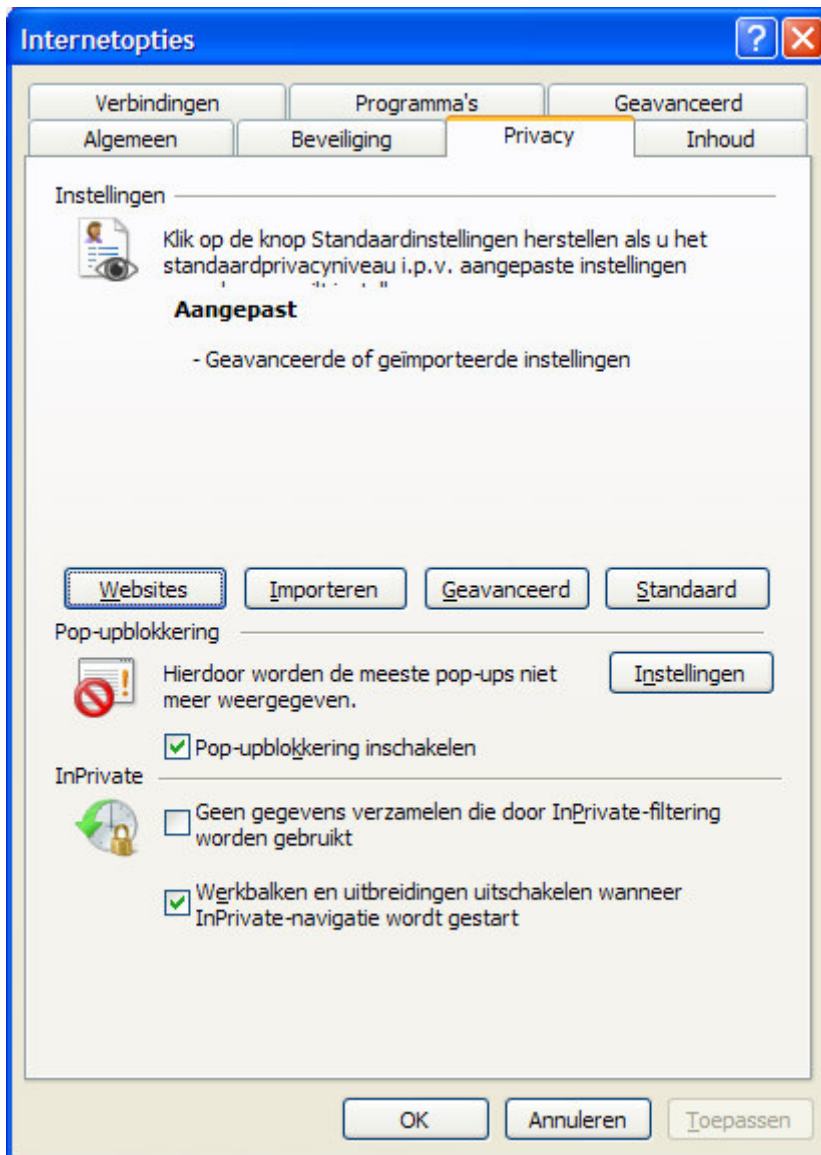 Internetopties
Verbindingen
Programma's
Geavanceerd
Algemeen
Beveiliging
Privacy
Inhoud
Instellingen
Klik op de knop Standaardinstellingen herstellen als u het
standaardprivacyniveau i.p.v. aangepaste instellingen
Aangepast
- Geavanceerde of geïmporteerde instellingen
Websites
Importeren
Geavanceerd
Standaard
Pop-upblokkering
Hierdoor worden de meeste pop-ups niet
meer weergegeven.
Instellingen
Pop-upblokkering inschakelen
InPrivate
Geen gegevens verzamelen die door InPrivate-filtering
worden gebruikt
Werkbalken en uitbreidingen uitschakelen wanneer
InPrivate-navigatie wordt gestart
OK
Annuleren
Toepassen